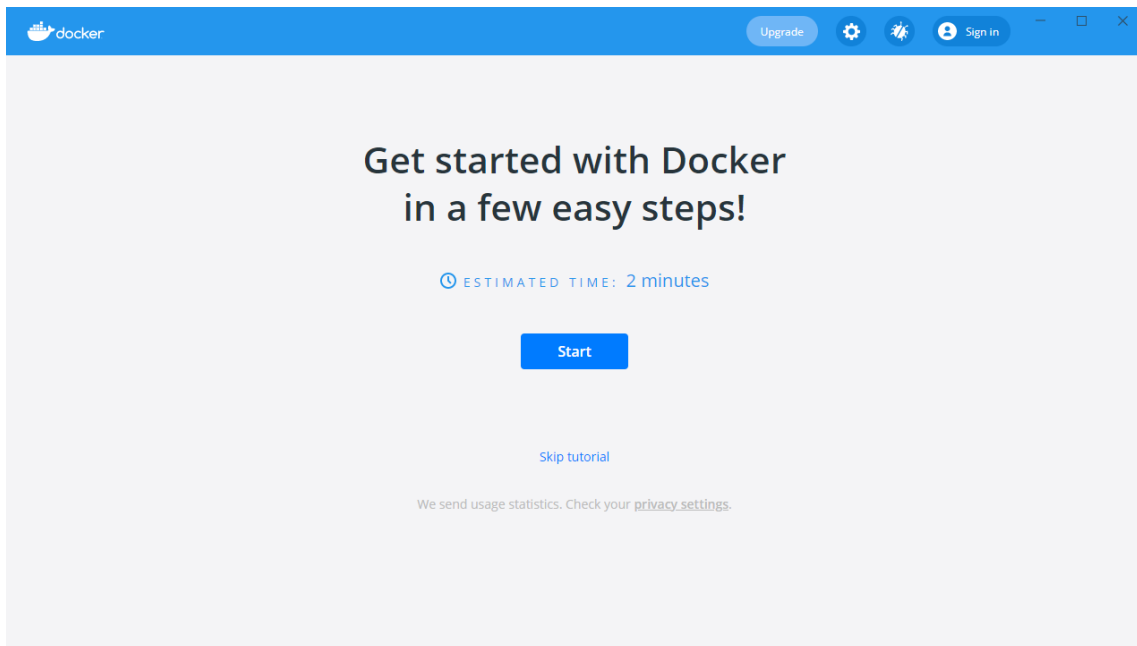 docker
Upgrade
Sign in
Get started with Docker
in a few easy steps!
ESTIMATED TIME: 2 minutes
Start
Skip tutorial
We send usage statistics. Check your privacy settings.